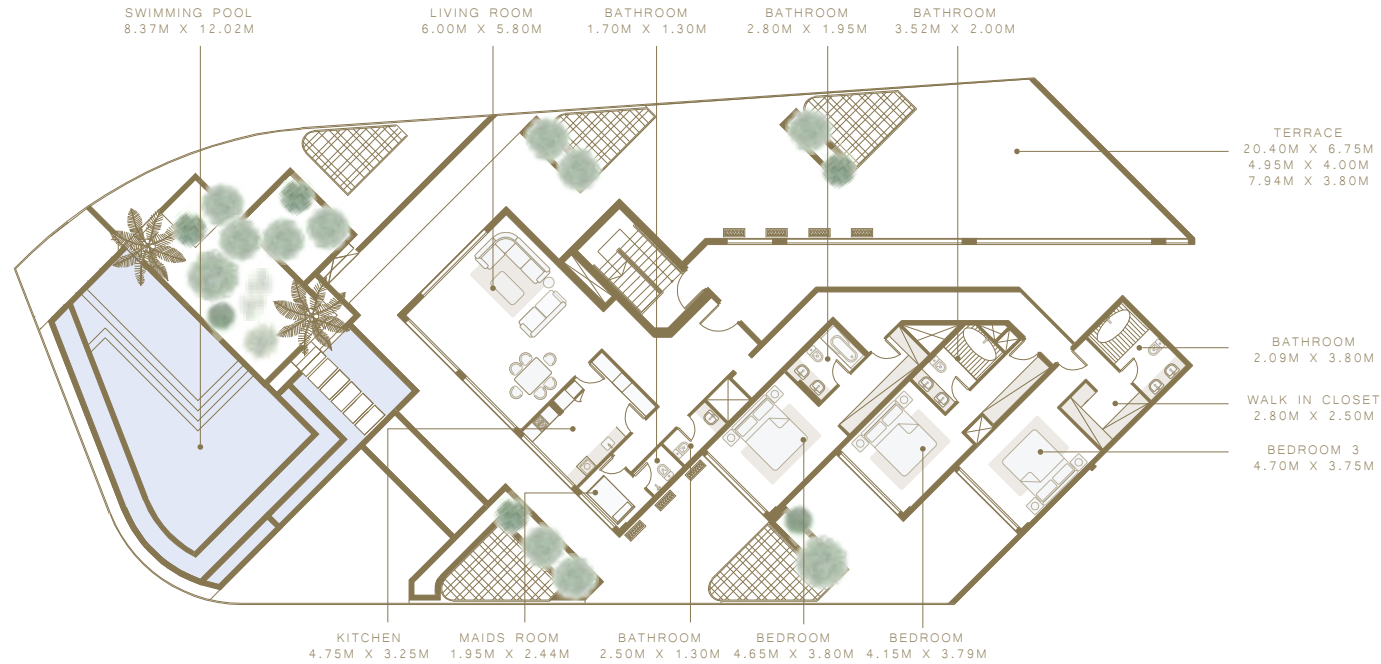 SWIMMING POOL
8.37M X 12.02M
LIVING ROOM
6.00M X 5.80M
BATHROOM
1.70M X 1.30M
BATHROOM
2.80M X 1.95M
BATHROOM
3.52M X 2.00M
TERRACE
20.40M X 6.75M
4.95M X 4.00M
7.94M X 3.80M
BATHROOM
2.09M X 3.80M
WALK IN CLOSET
2.80M X 2.50M
BEDROOM 3
4.70M X 3.75M
KITCHEN
4.75M X 3.25M
MAIDS ROOM
1.95M X 2.44M
BATHROOM
2.50M X 1.30M
BEDROOM
4.65M X 3.80M
BEDROOM
4.15M X 3.79M